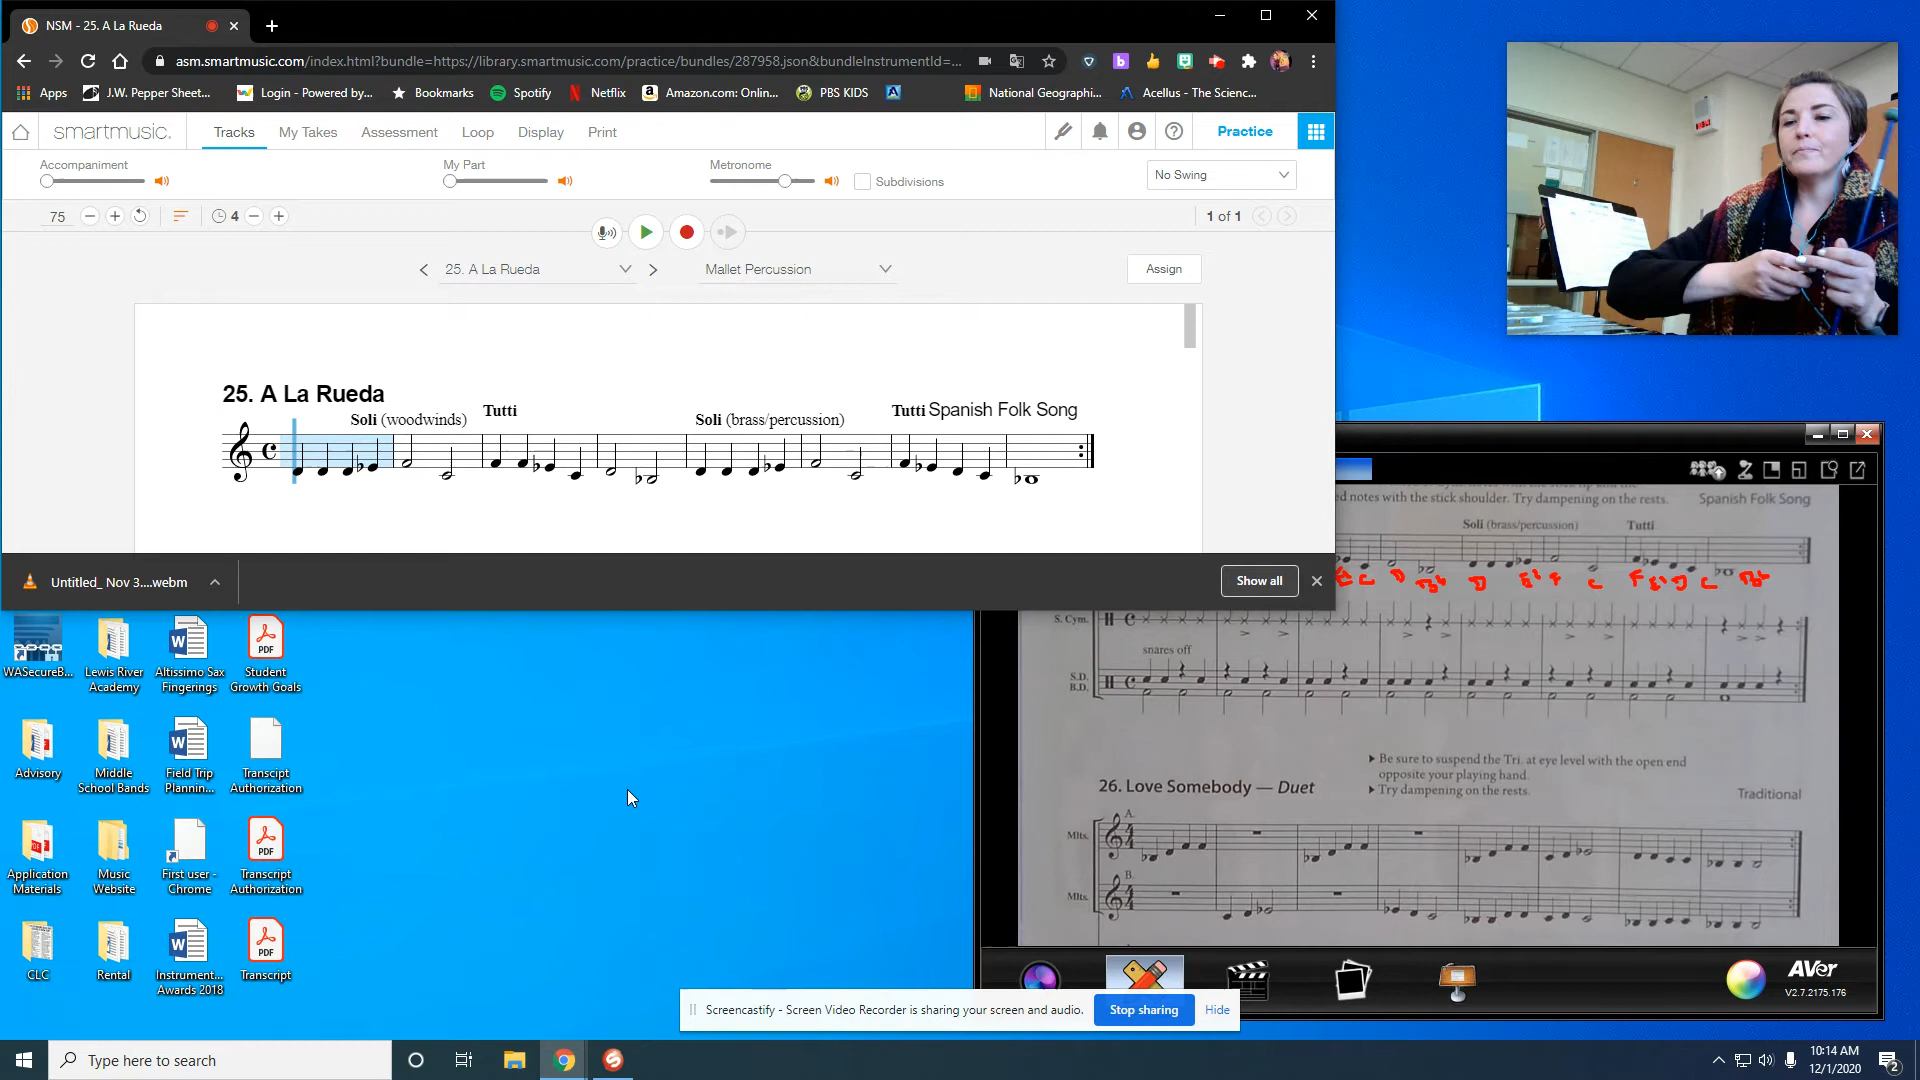 NSM - 25. A La Rueda
asm.smartmusic.com/index.html?bundle=https://library.smartmusic.com/practice/bundles/287958.json&bundleInstrumentId=...
Apps J.W. Pepper Sheet... Login - Powered by... Bookmarks Spotify Netflix Amazon.com: Onlin... PBS KIDS National Geographi... Acellus - The Scienc...
smartmusic. Tracks My Takes Assessment Loop Display Print Practice
Accompaniment My Part Metronome
Subdivisions No Swing
75 4 1 of 1
25. A La Rueda Mallet Percussion Assign
25. A La Rueda
Soli (woodwinds) Tutti Soli (brass/percussion) Tutti Spanish Folk Song
Untitled_ Nov 3....webm Show all
ed notes with the stick shoulder. Try dampening on the rests. Spanish Folk Song
Soli (brass/percussion) Tutti
S. Cym.
snares off
S.D.
B.D.
Be sure to suspend the Tri. at eye level with the open end
opposite your playing hand.
26. Love Somebody — Duet
Try dampening on the rests.
Traditional
A.
Mlts.
B.
Mlts.
AVer
V2.7.2175.176
WASecureB...
Lewis River
Academy
Altissimo Sax
Fingerings
Student
Growth Goals
Advisory
Middle
School Bands
Field Trip
Plannin...
Transcipt
Authorization
Application
Materials
Music
Website
First user -
Chrome
Transcript
Authorization
CLC
Rental
Instrument...
Awards 2018
Transcript
Screencastify - Screen Video Recorder is sharing your screen and audio. Stop sharing Hide
Type here to search
10:14 AM
12/1/2020
2